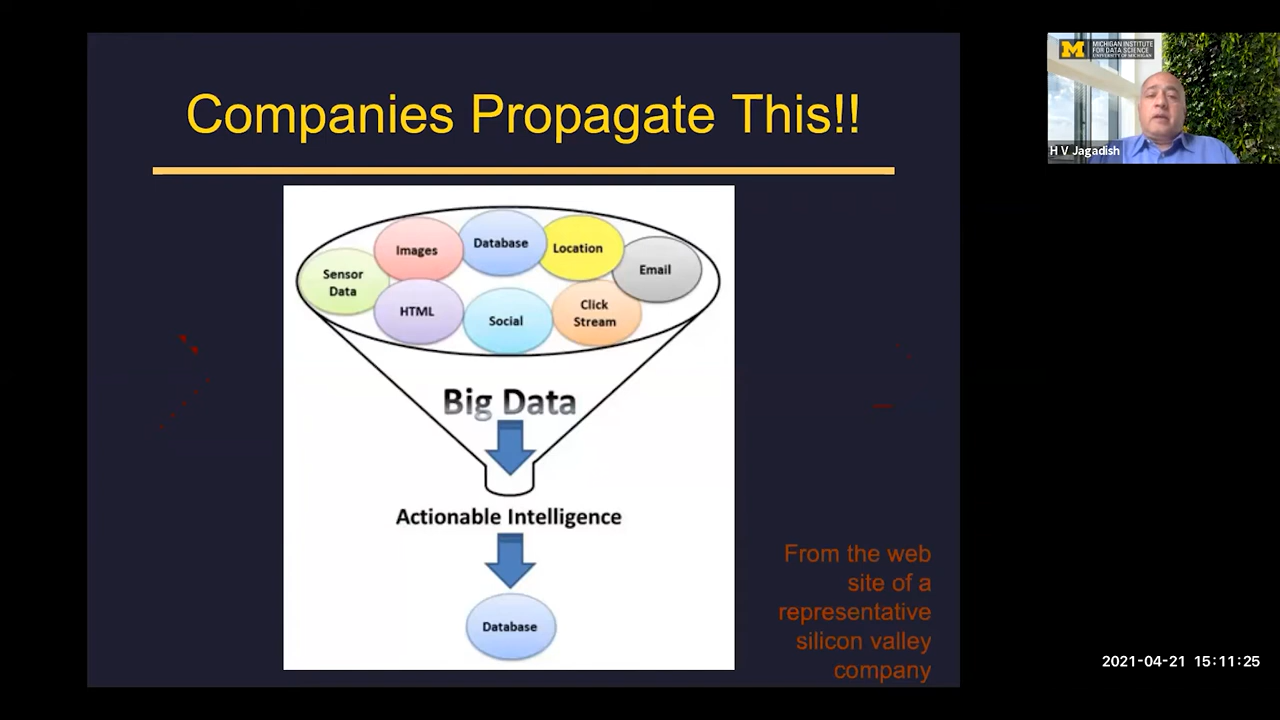 Companies Propagate This!!
Images
Database
Location
Email
Sensor
Data
HTML
Social
Click
Stream
Big Data
Actionable Intelligence
Database
From the web
site of a
representative
silicon valley
company
M
MICHIGAN INSTITUTE
FOR DATA SCIENCE
UNIVERSITY OF MICHIGAN
H V Jagadish
2021-04-21 15:11:25